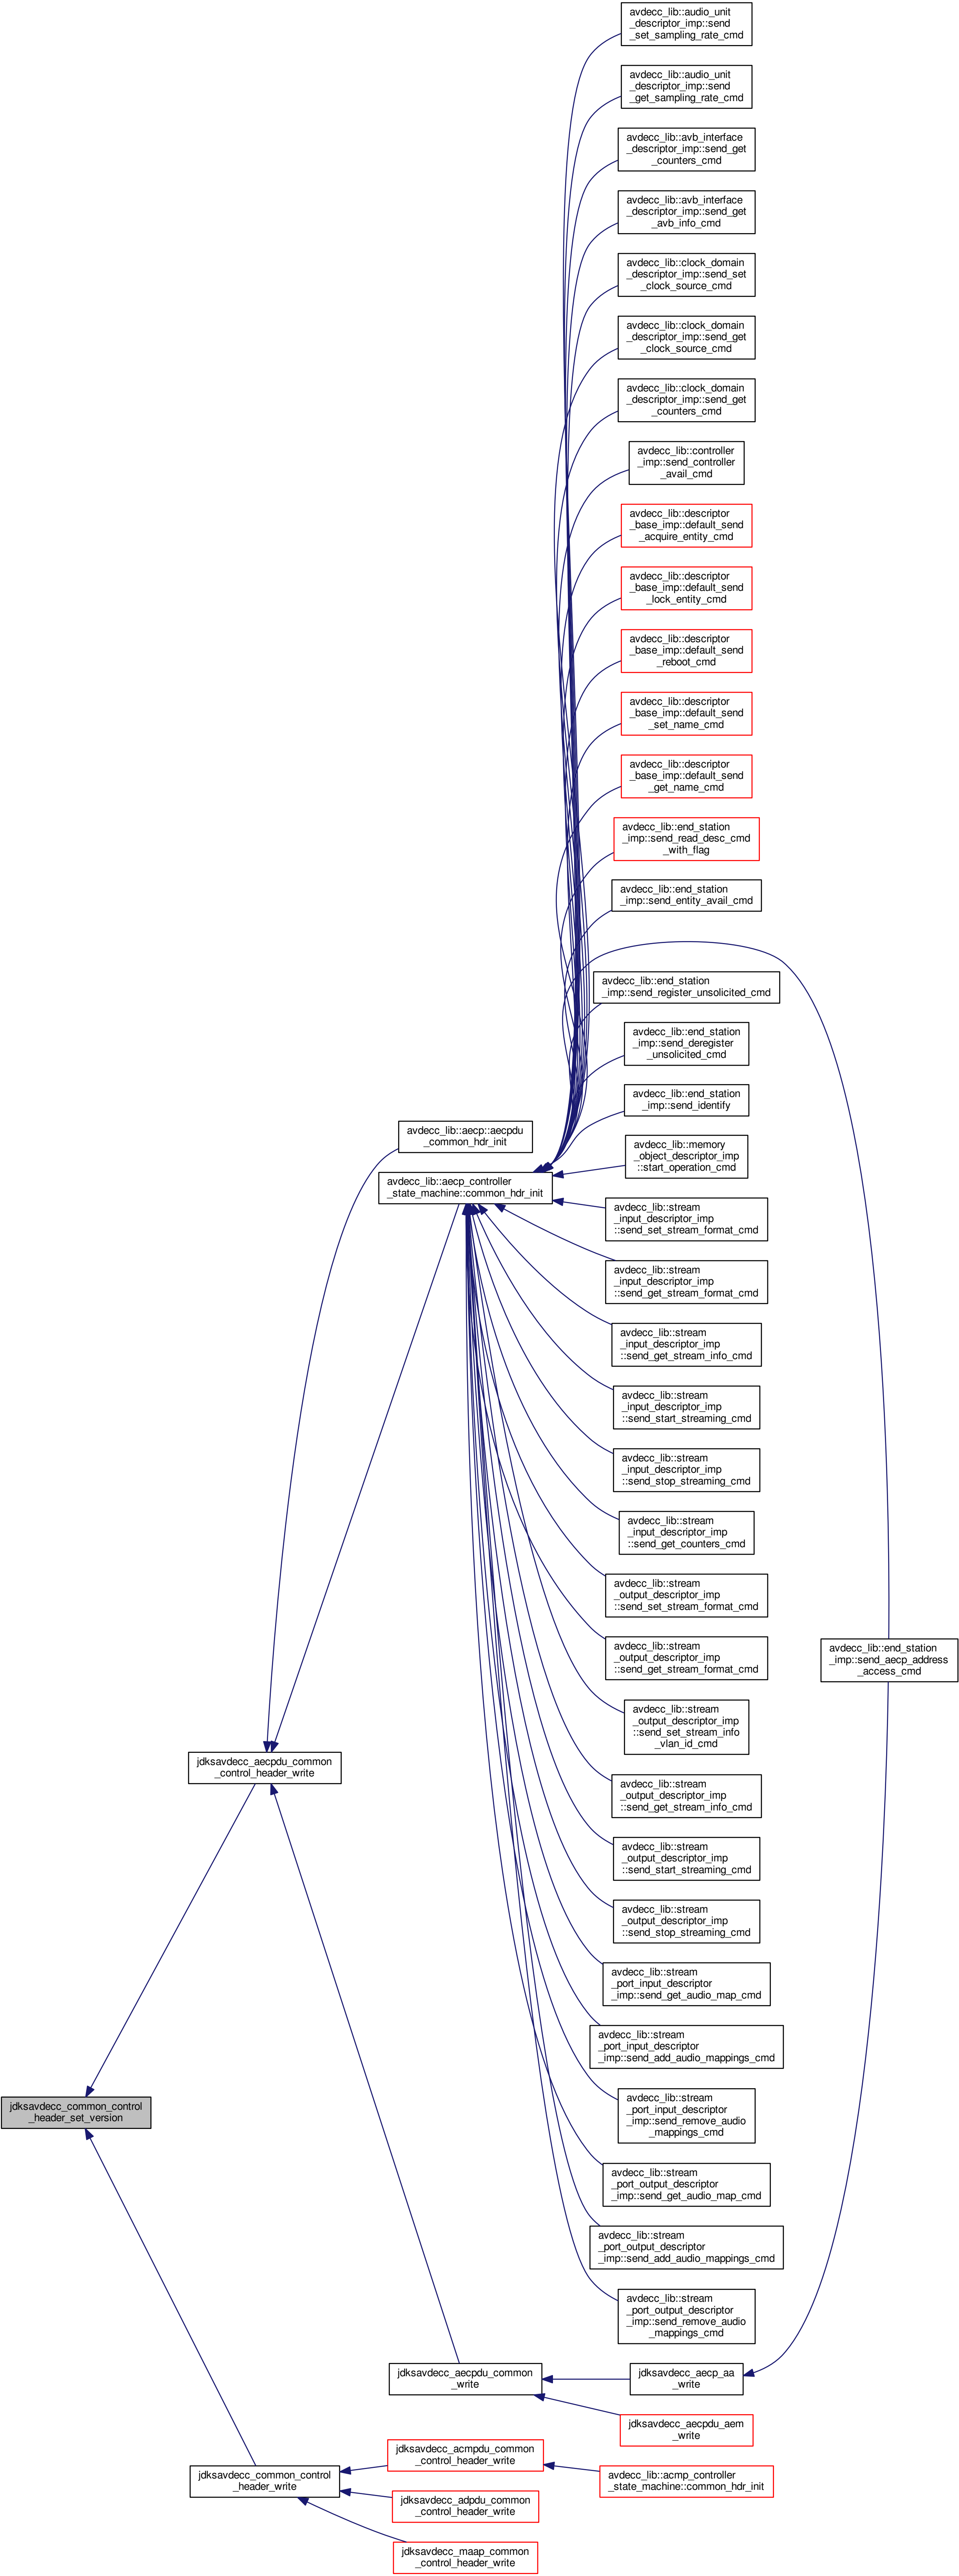 avdecc_lib::audio_unit
_descriptor_imp::send
_set_sampling_rate_cmd
avdecc_lib::audio_unit
_descriptor_imp::send
_get_sampling_rate_cmd
avdecc_lib::avb_interface
_descriptor_imp::send_get
_counters_cmd
avdecc_lib::avb_interface
_descriptor_imp::send_get
_avb_info_cmd
avdecc_lib::clock_domain
_descriptor_imp::send_set
_clock_source_cmd
avdecc_lib::clock_domain
_descriptor_imp::send_get
_clock_source_cmd
avdecc_lib::clock_domain
_descriptor_imp::send_get
_counters_cmd
avdecc_lib::controller
_imp::send_controller
_avail_cmd
avdecc_lib::descriptor
_base_imp::default_send
_acquire_entity_cmd
avdecc_lib::descriptor
_base_imp::default_send
_lock_entity_cmd
avdecc_lib::descriptor
_base_imp::default_send
_reboot_cmd
avdecc_lib::descriptor
_base_imp::default_send
_set_name_cmd
avdecc_lib::descriptor
_base_imp::default_send
_get_name_cmd
avdecc_lib::end_station
_imp::send_read_desc_cmd
_with_flag
avdecc_lib::end_station
_imp::send_entity_avail_cmd
avdecc_lib::end_station
_imp::send_register_unsolicited_cmd
avdecc_lib::end_station
_imp::send_deregister
_unsolicited_cmd
avdecc_lib::end_station
_imp::send_identify
avdecc_lib::aecp::aecpdu
_common_hdr_init
avdecc_lib::memory
_object_descriptor_imp
::start_operation_cmd
avdecc_lib::aecp_controller
_state_machine::common_hdr_init
avdecc_lib::stream
_input_descriptor_imp
::send_set_stream_format_cmd
avdecc_lib::stream
_input_descriptor_imp
::send_get_stream_format_cmd
avdecc_lib::stream
_input_descriptor_imp
::send_get_stream_info_cmd
avdecc_lib::stream
_input_descriptor_imp
::send_start_streaming_cmd
avdecc_lib::stream
_input_descriptor_imp
::send_stop_streaming_cmd
avdecc_lib::stream
_input_descriptor_imp
::send_get_counters_cmd
avdecc_lib::stream
_output_descriptor_imp
::send_set_stream_format_cmd
avdecc_lib::stream
_output_descriptor_imp
::send_get_stream_format_cmd
avdecc_lib::end_station
_imp::send_aecp_address
_access_cmd
avdecc_lib::stream
_output_descriptor_imp
::send_set_stream_info
_vlan_id_cmd
jdksavdecc_aecpdu_common
_control_header_write
avdecc_lib::stream
_output_descriptor_imp
::send_get_stream_info_cmd
avdecc_lib::stream
_output_descriptor_imp
::send_start_streaming_cmd
avdecc_lib::stream
_output_descriptor_imp
::send_stop_streaming_cmd
avdecc_lib::stream
_port_input_descriptor
_imp::send_get_audio_map_cmd
avdecc_lib::stream
_port_input_descriptor
_imp::send_add_audio_mappings_cmd
jdksavdecc_common_control
_header_set_version
avdecc_lib::stream
_port_input_descriptor
_imp::send_remove_audio
_mappings_cmd
avdecc_lib::stream
_port_output_descriptor
_imp::send_get_audio_map_cmd
avdecc_lib::stream
_port_output_descriptor
_imp::send_add_audio_mappings_cmd
avdecc_lib::stream
_port_output_descriptor
_imp::send_remove_audio
_mappings_cmd
jdksavdecc_aecpdu_common
_write
jdksavdecc_aecp_aa
_write
jdksavdecc_aecpdu_aem
_write
jdksavdecc_common_control
_header_write
jdksavdecc_acmpdu_common
_control_header_write
avdecc_lib::acmp_controller
_state_machine::common_hdr_init
jdksavdecc_adpdu_common
_control_header_write
jdksavdecc_maap_common
_control_header_write